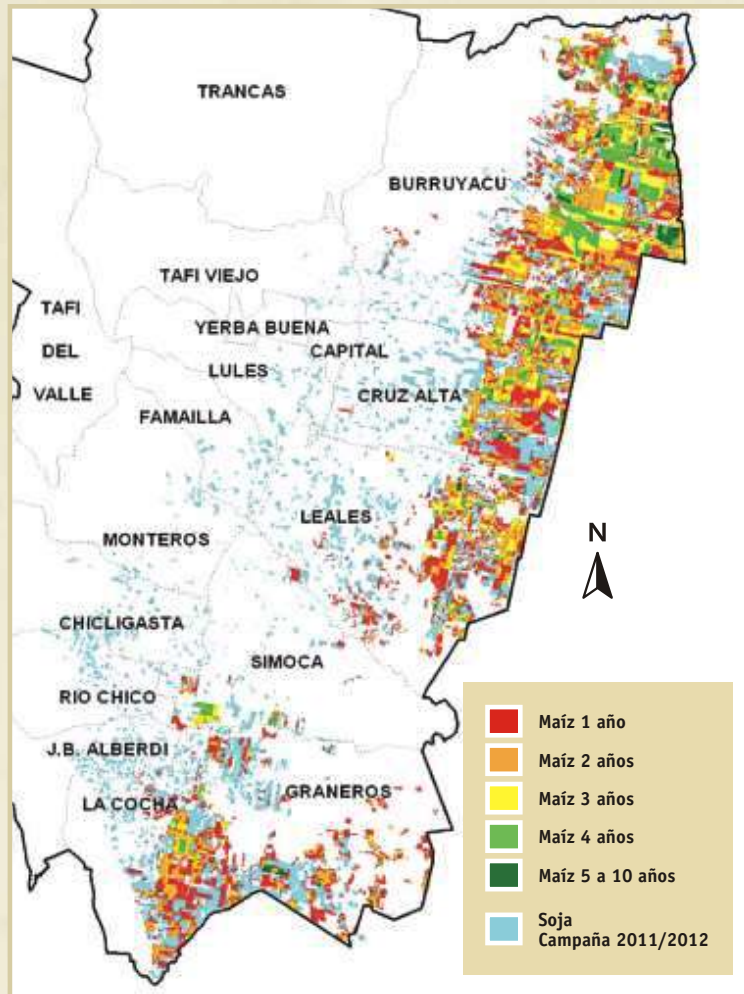 TRANCAS
BURRUYACU
TAFI VIEJO
TAFI
DEL
VALLE
YERBA BUENA
CAPITAL
LULES
CRUZ ALTA
FAMAILLA
LEALES
MONTEROS
N
CHICLIGASTA
SIMOCA
RIO CHICO
J.B. ALBERDI
GRANEROS
LA COCHA
Maíz 1 año
Maíz 2 años
Maíz 3 años
Maíz 4 años
Maíz 5 a 10 años
Soja
Campaña 2011/2012